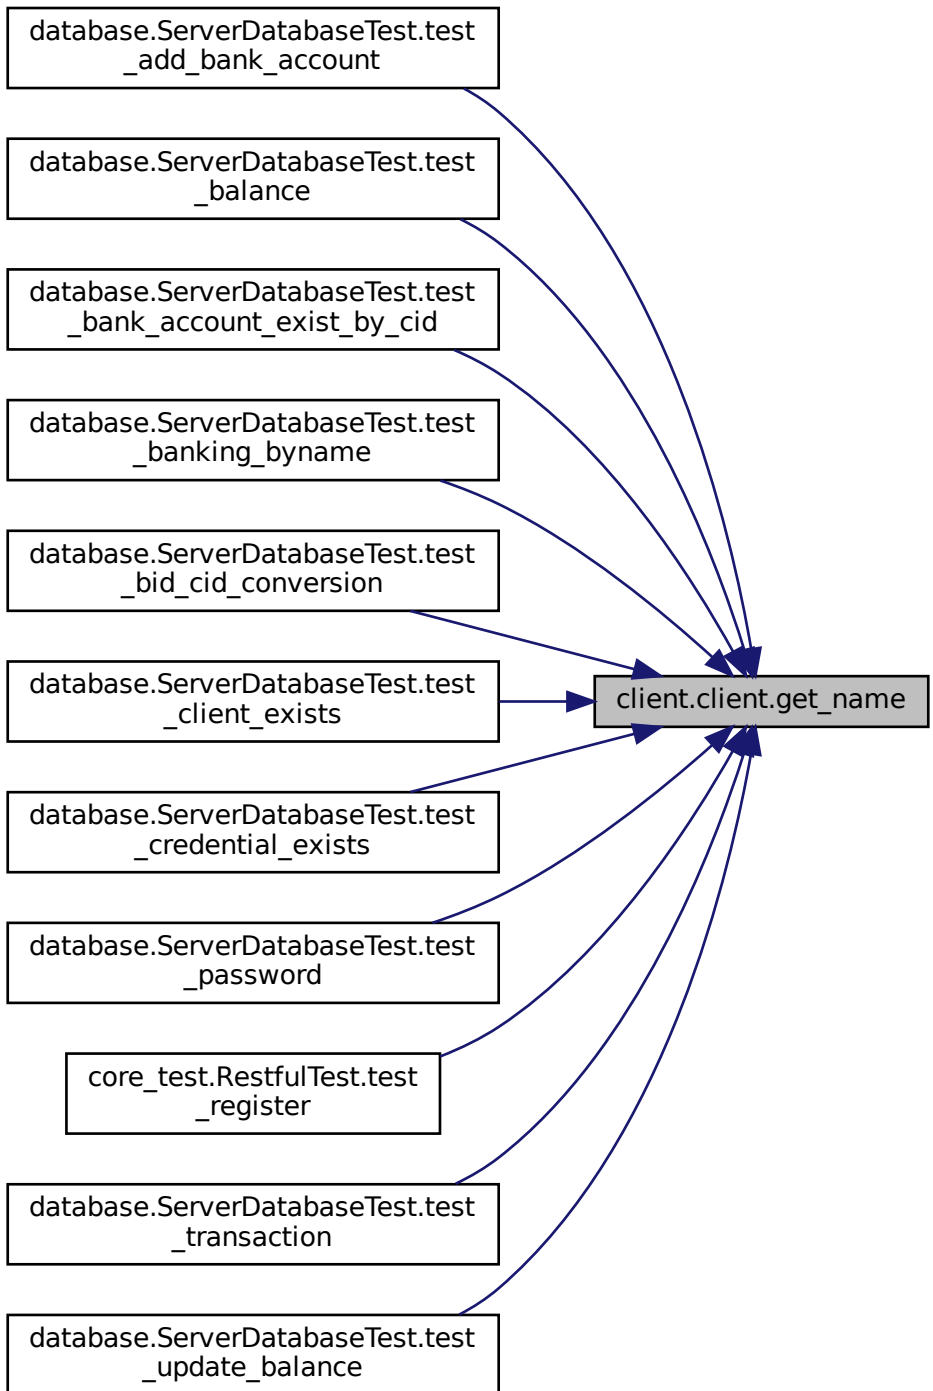 database.ServerDatabaseTest.test
_add_bank_account
database.ServerDatabaseTest.test
_balance
database.ServerDatabaseTest.test
_bank_account_exist_by_cid
database.ServerDatabaseTest.test
_banking_byname
database.ServerDatabaseTest.test
_bid_cid_conversion
database.ServerDatabaseTest.test
_client_exists
client.client.get_name
database.ServerDatabaseTest.test
_credential_exists
database.ServerDatabaseTest.test
_password
core_test.RestfulTest.test
_register
database.ServerDatabaseTest.test
_transaction
database.ServerDatabaseTest.test
_update_balance